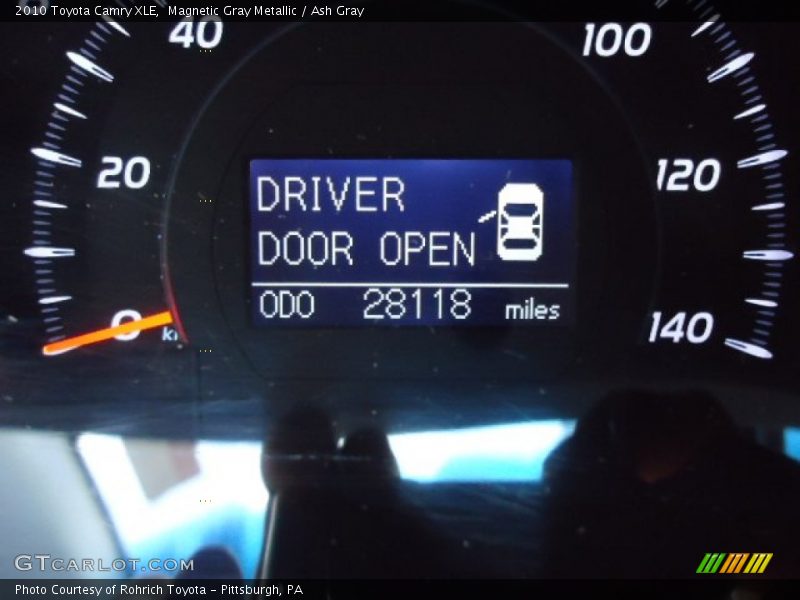 2010 Toyota Camry XLE,  Magnetic Gray Metallic / Ash Gray
40
100
20
120
DRIVER
DOOR OPEN
ODO 28118 miles
0
140
GTCARLOT.COM
Photo Courtesy of Rohrich Toyota - Pittsburgh, PA